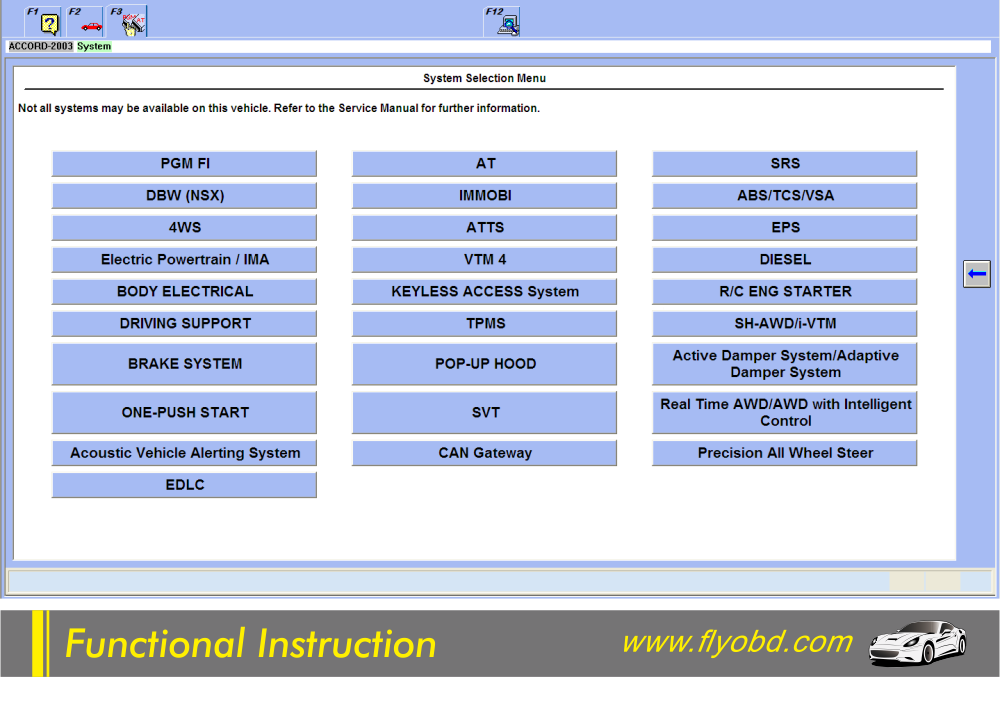 F1 F2 F3 F12
ACCORD-2003 System
System Selection Menu
Not all systems may be available on this vehicle. Refer to the Service Manual for further information.
PGM FI AT SRS
DBW (NSX) IMMOBI ABS/TCS/VSA
4WS ATTS EPS
Electric Powertrain / IMA VTM 4 DIESEL
BODY ELECTRICAL KEYLESS ACCESS System R/C ENG STARTER
DRIVING SUPPORT TPMS SH-AWD/i-VTM
BRAKE SYSTEM POP-UP HOOD Active Damper System/Adaptive
Damper System
ONE-PUSH START SVT Real Time AWD/AWD with Intelligent
Control
Acoustic Vehicle Alerting System CAN Gateway Precision All Wheel Steer
EDLC
Functional Instruction www.flyobd.com